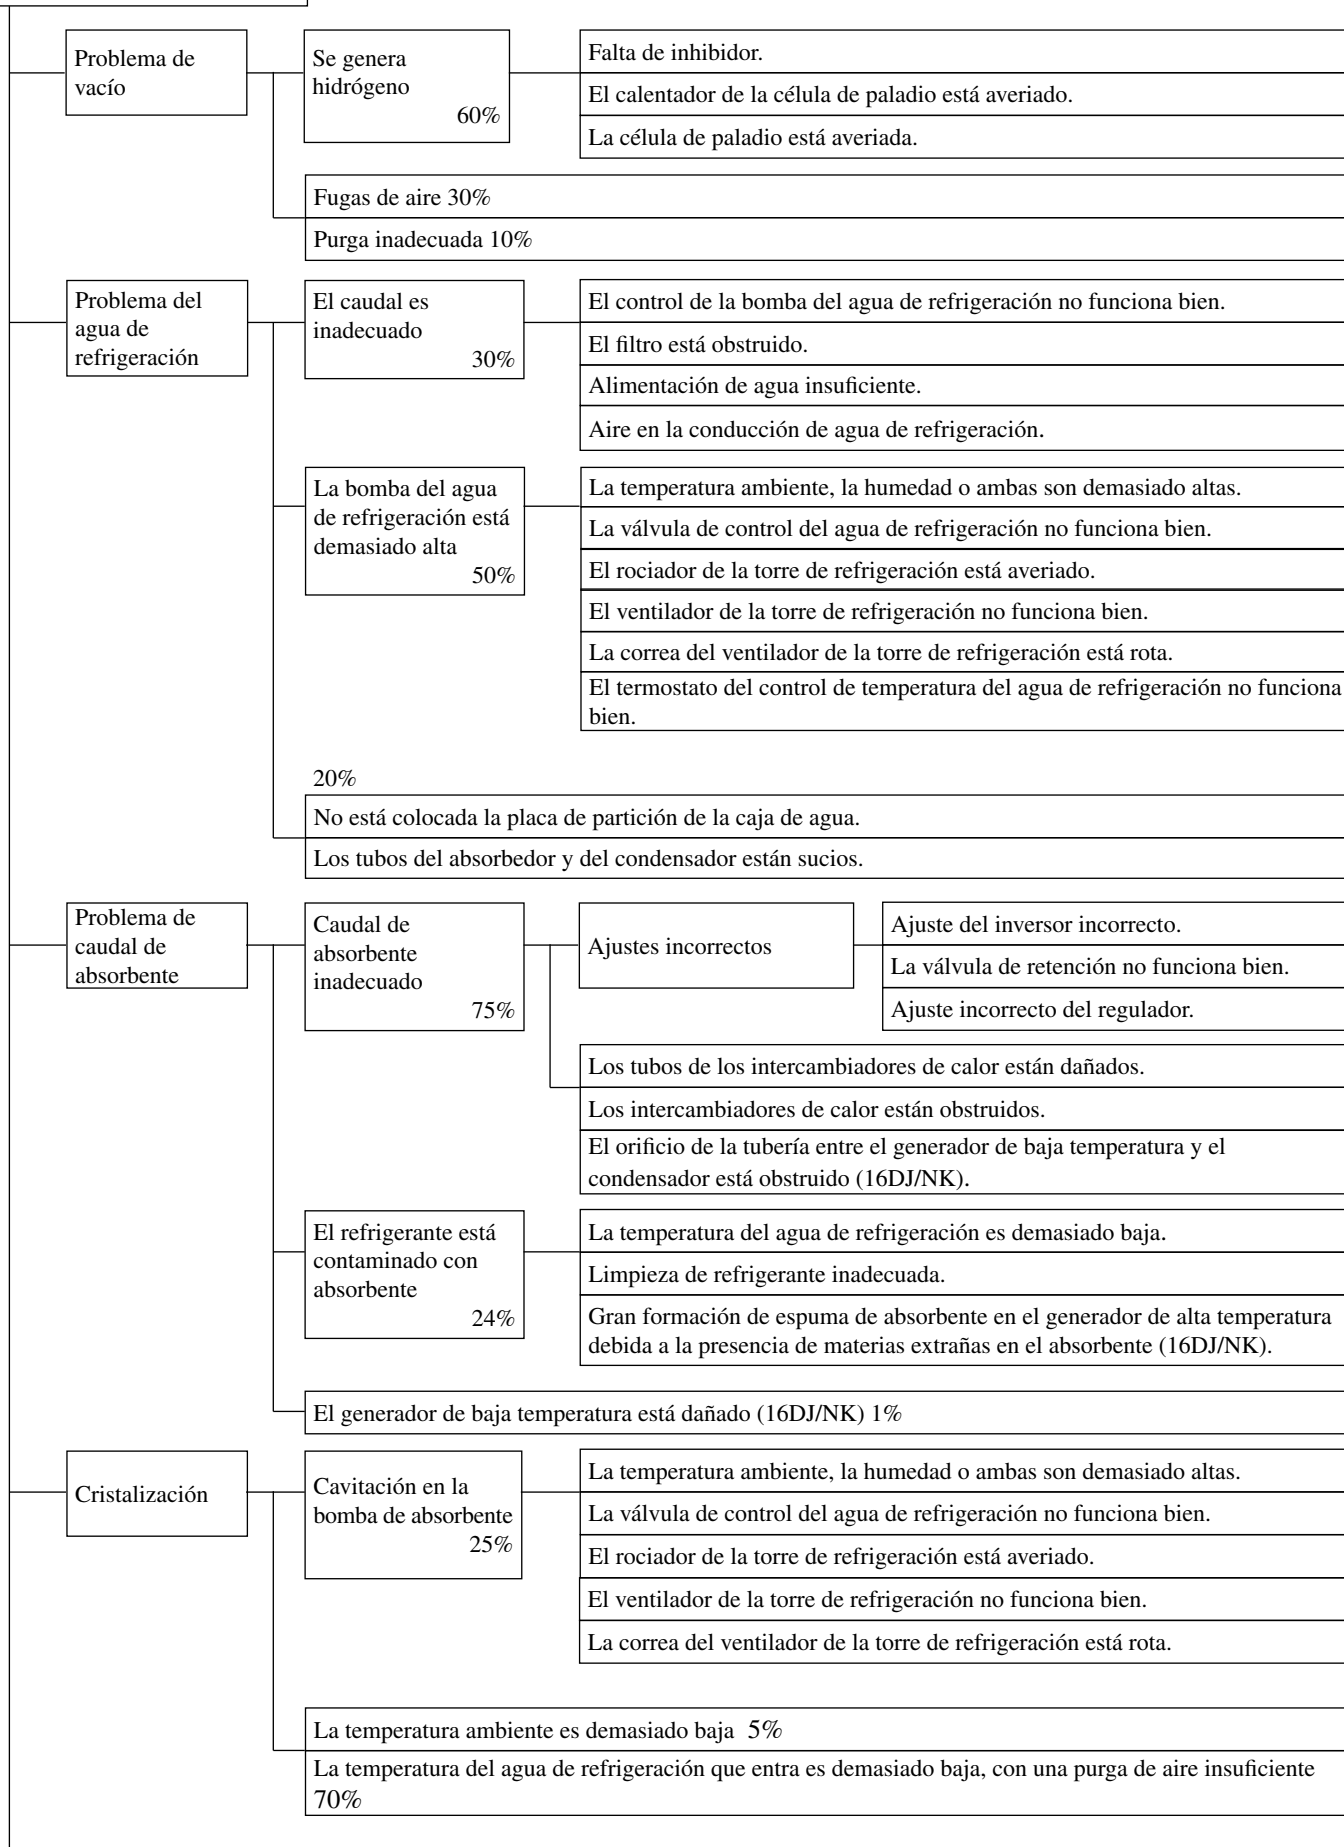 Problema de
vacío
Se genera
hidrógeno
60%
Falta de inhibidor.
El calentador de la célula de paladio está averiado.
La célula de paladio está averiada.
Fugas de aire 30%
Purga inadecuada 10%
Problema del
agua de
refrigeración
El caudal es
inadecuado
30%
El control de la bomba del agua de refrigeración no funciona bien.
El filtro está obstruido.
Alimentación de agua insuficiente.
Aire en la conducción de agua de refrigeración.
La bomba del agua
de refrigeración está
demasiado alta
50%
La temperatura ambiente, la humedad o ambas son demasiado altas.
La válvula de control del agua de refrigeración no funciona bien.
El rociador de la torre de refrigeración está averiado.
El ventilador de la torre de refrigeración no funciona bien.
La correa del ventilador de la torre de refrigeración está rota.
El termostato del control de temperatura del agua de refrigeración no funciona
bien.
20%
No está colocada la placa de partición de la caja de agua.
Los tubos del absorbedor y del condensador están sucios.
Problema de
caudal de
absorbente
Caudal de
absorbente
inadecuado
75%
Ajustes incorrectos
Ajuste del inversor incorrecto.
La válvula de retención no funciona bien.
Ajuste incorrecto del regulador.
Los tubos de los intercambiadores de calor están dañados.
Los intercambiadores de calor están obstruidos.
El orificio de la tubería entre el generador de baja temperatura y el
condensador está obstruido (16DJ/NK).
El refrigerante está
contaminado con
absorbente
24%
La temperatura del agua de refrigeración es demasiado baja.
Limpieza de refrigerante inadecuada.
Gran formación de espuma de absorbente en el generador de alta temperatura
debida a la presencia de materias extrañas en el absorbente (16DJ/NK).
El generador de baja temperatura está dañado (16DJ/NK) 1%
Cristalización
Cavitación en la
bomba de absorbente
25%
La temperatura ambiente, la humedad o ambas son demasiado altas.
La válvula de control del agua de refrigeración no funciona bien.
El rociador de la torre de refrigeración está averiado.
El ventilador de la torre de refrigeración no funciona bien.
La correa del ventilador de la torre de refrigeración está rota.
La temperatura ambiente es demasiado baja 5%
La temperatura del agua de refrigeración que entra es demasiado baja, con una purga de aire insuficiente
70%